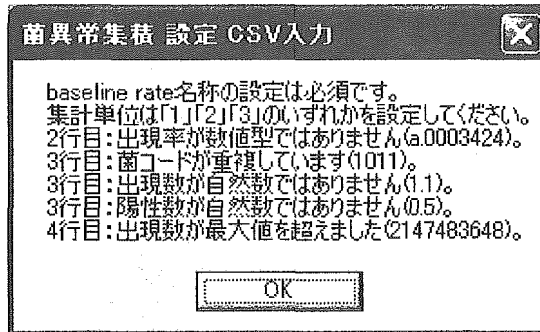 菌異常集積 設定 CSV入力
baseline rate名称の設定は必須です。
集計単位は「1」「2」「3」のいずれかを設定してください。
2行目：出現率が数値型ではありません(a.0003424)。
3行目：菌コードが重複しています(1011)。
3行目：出現数が自然数ではありません(1.1)。
3行目：陽性数が自然数ではありません(0.5)。
4行目：出現数が最大値を超えました(2147483648)。
OK